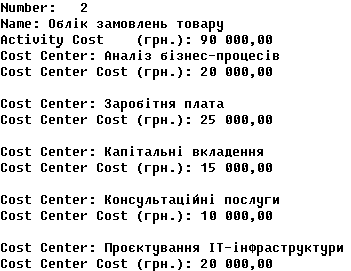 Number:   2
Name: Облік замовлень товару
Activity Cost    (грн.): 90 000,00
Cost Center: Аналіз бізнес-процесів
Cost Center Cost (грн.): 20 000,00

Cost Center: Заробітня плата
Cost Center Cost (грн.): 25 000,00

Cost Center: Капітальні вкладення
Cost Center Cost (грн.): 15 000,00

Cost Center: Консультаційні послуги
Cost Center Cost (грн.): 10 000,00

Cost Center: Проєктування ІТ-інфраструктури
Cost Center Cost (грн.): 20 000,00